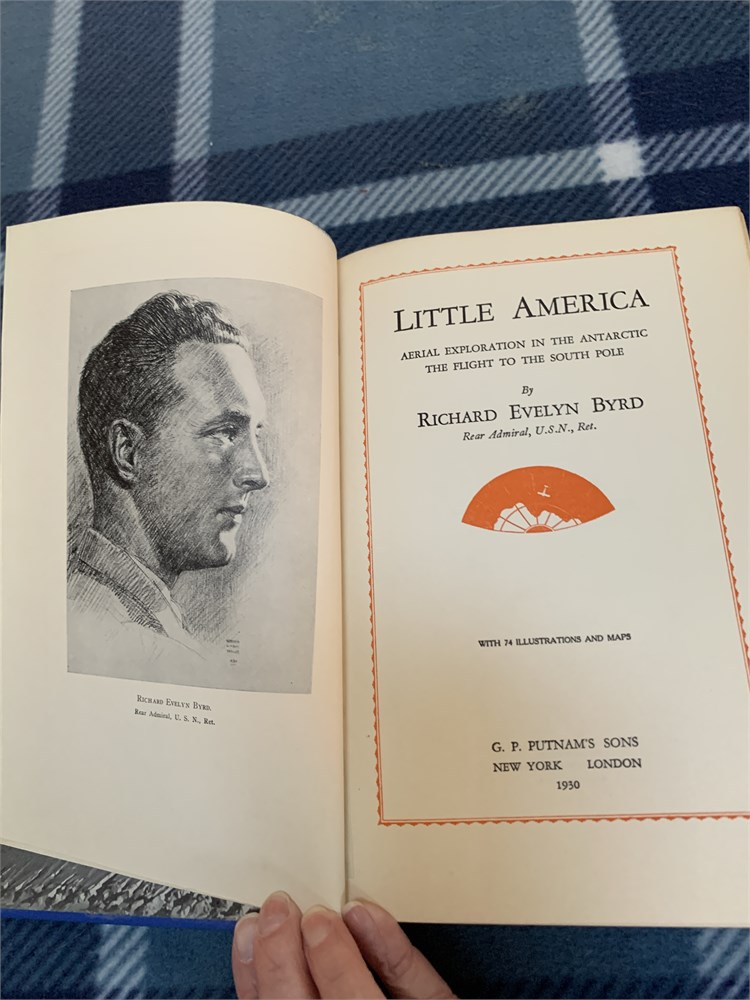 RICHARD EVELYN BYRD.
Rear Admiral, U. S. N., Ret.
LITTLE AMERICA
AERIAL EXPLORATION IN THE ANTARCTIC
THE FLIGHT TO THE SOUTH POLE
By
RICHARD EVELYN BYRD
Rear Admiral, U.S.N., Ret.
WITH 74 ILLUSTRATIONS AND MAPS
G. P. PUTNAM'S SONS
NEW YORK LONDON
1930